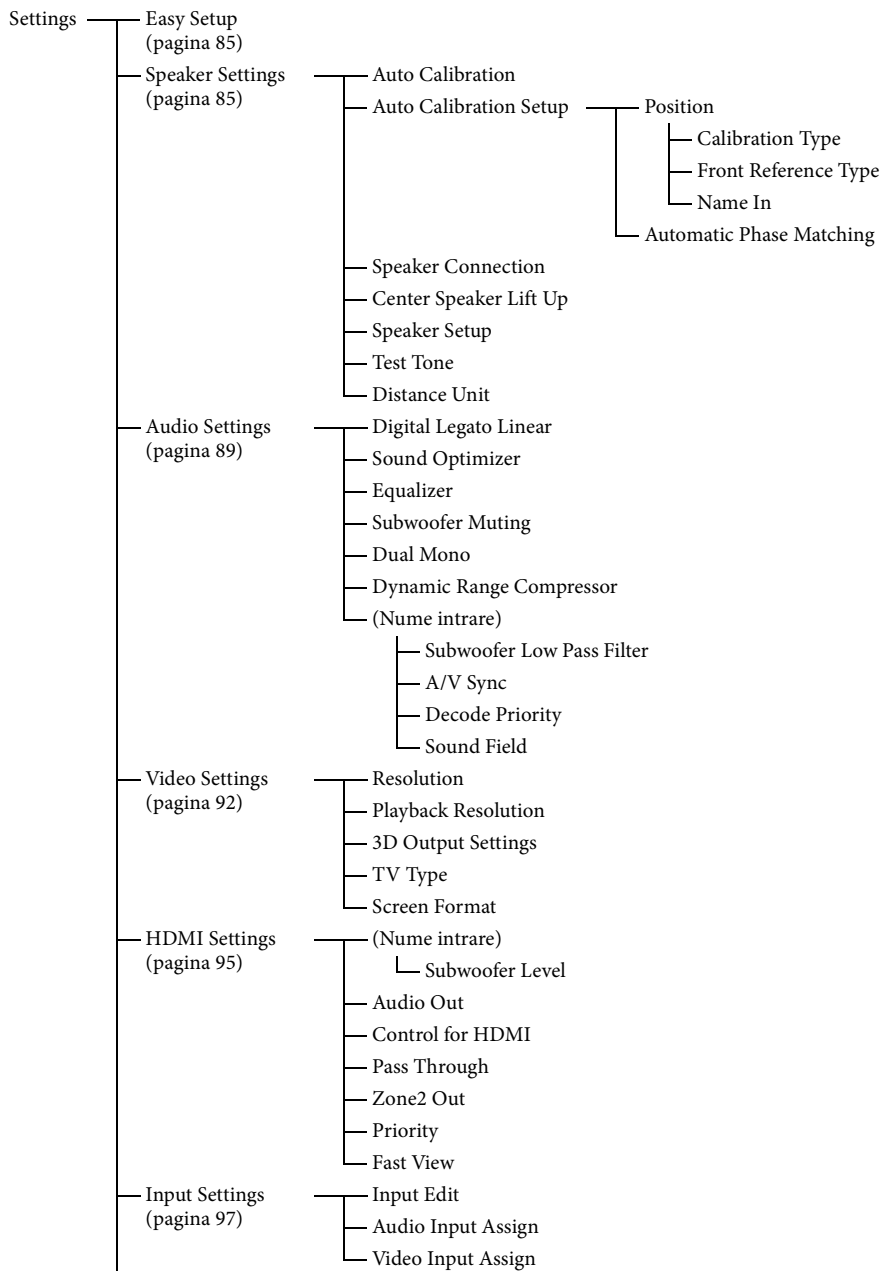 Settings
Easy Setup
(pagina 85)
Speaker Settings
(pagina 85)
Auto Calibration
Auto Calibration Setup
Position
Calibration Type
Front Reference Type
Name In
Automatic Phase Matching
Speaker Connection
Center Speaker Lift Up
Speaker Setup
Test Tone
Distance Unit
Audio Settings
(pagina 89)
Digital Legato Linear
Sound Optimizer
Equalizer
Subwoofer Muting
Dual Mono
Dynamic Range Compressor
(Nume intrare)
Subwoofer Low Pass Filter
A/V Sync
Decode Priority
Sound Field
Video Settings
(pagina 92)
Resolution
Playback Resolution
3D Output Settings
TV Type
Screen Format
HDMI Settings
(pagina 95)
(Nume intrare)
Subwoofer Level
Audio Out
Control for HDMI
Pass Through
Zone2 Out
Priority
Fast View
Input Settings
(pagina 97)
Input Edit
Audio Input Assign
Video Input Assign